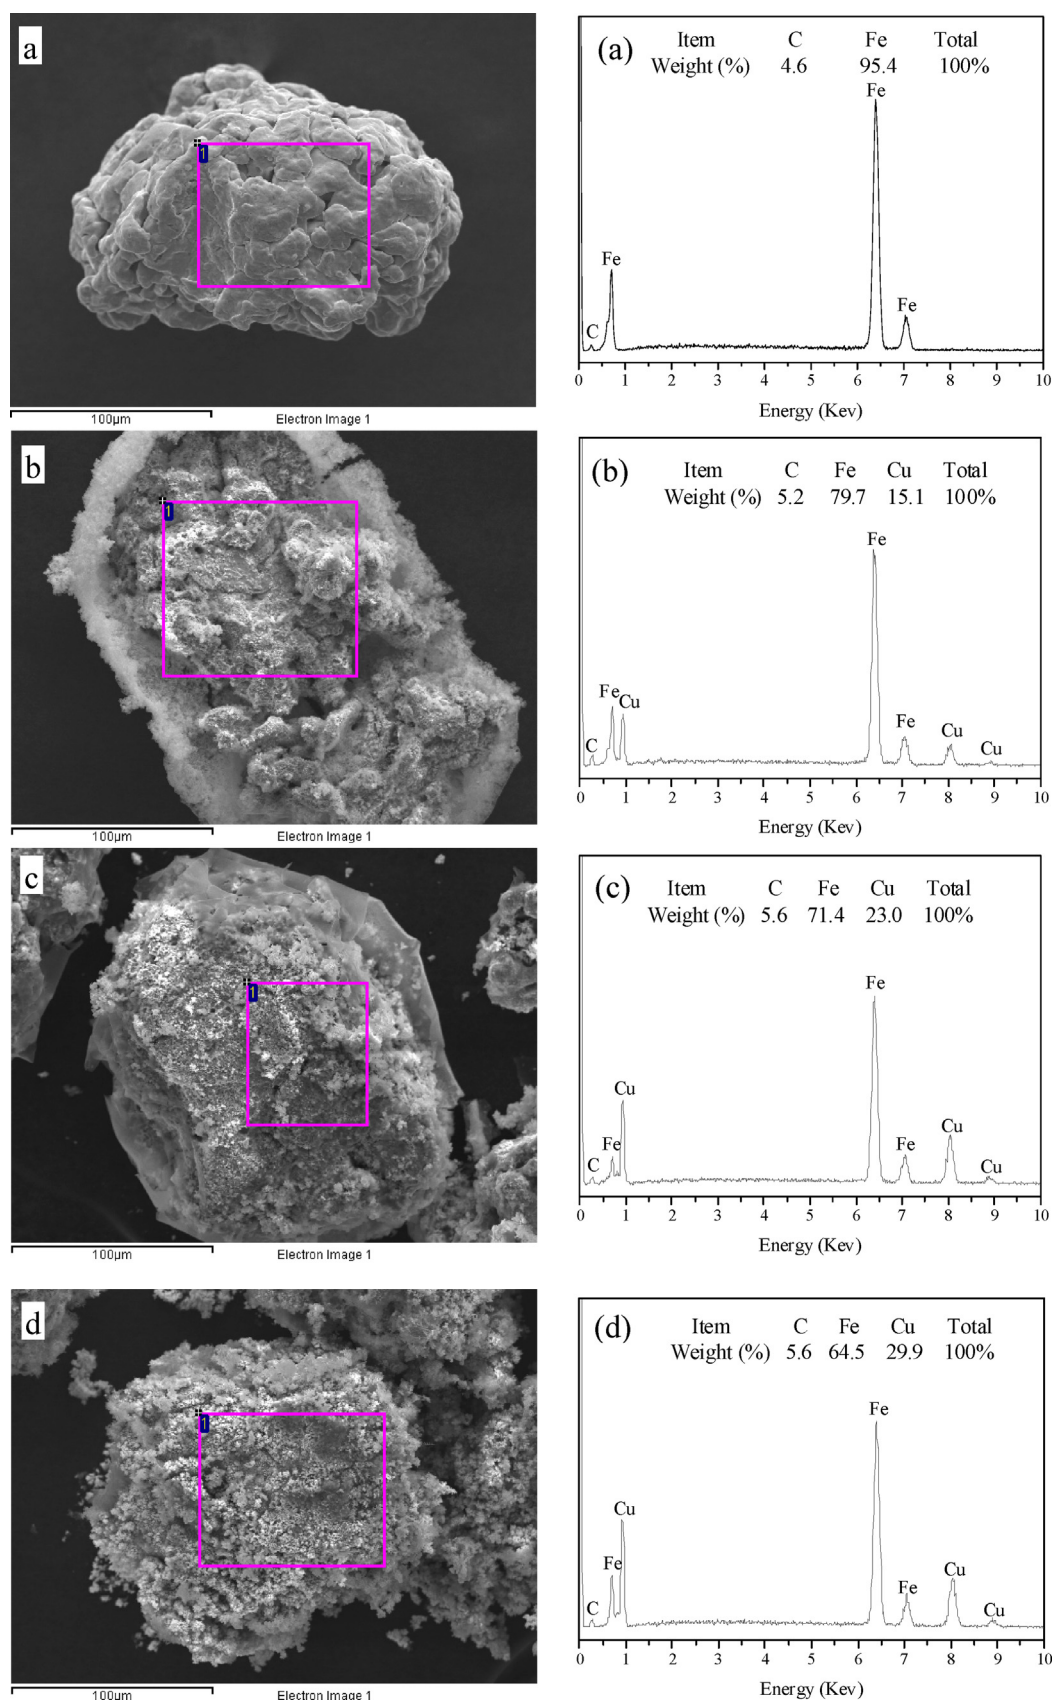 a
1
100µm Electron Image 1
(a)
Item C Fe Total
Weight (%) 4.6 95.4 100%
Fe
Fe
Fe
C
0 1 2 3 4 5 6 7 8 9 10
Energy (Kev)
b
1
100µm Electron Image 1
(b)
Item C Fe Cu Total
Weight (%) 5.2 79.7 15.1 100%
Fe
Fe Cu
Fe Cu
C Cu
0 1 2 3 4 5 6 7 8 9 10
Energy (Kev)
c
1
100µm Electron Image 1
(c)
Item C Fe Cu Total
Weight (%) 5.6 71.4 23.0 100%
Fe
Cu
Cu
Fe Fe
C Cu
0 1 2 3 4 5 6 7 8 9 10
Energy (Kev)
d
1
100µm Electron Image 1
(d)
Item C Fe Cu Total
Weight (%) 5.6 64.5 29.9 100%
Fe
Cu
Fe Cu
Fe
C Cu
0 1 2 3 4 5 6 7 8 9 10
Energy (Kev)